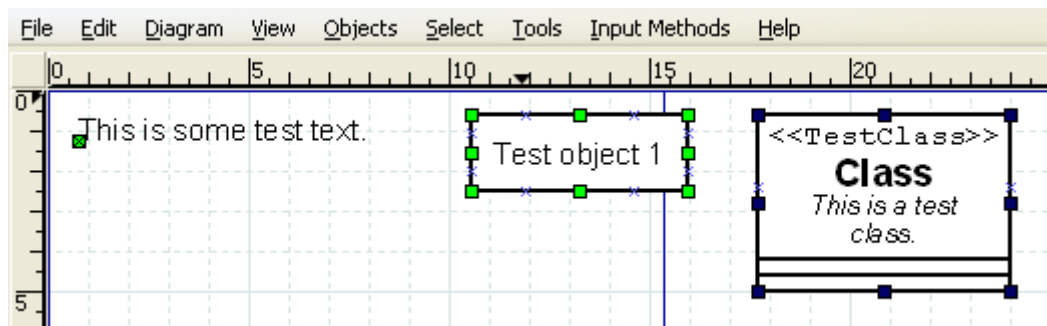 File Edit Diagram View Objects Select Tools Input Methods Help
0 5 10 15 20
0
This is some test text.
Test object 1
<<TestClass>>
Class
This is a test
class.
5